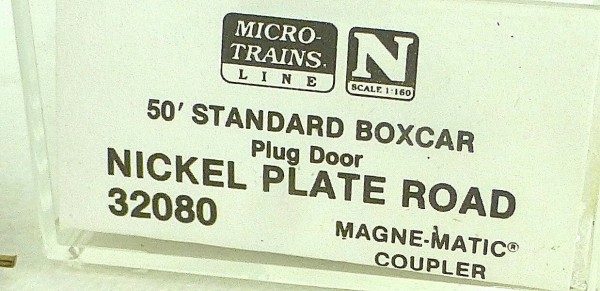 MICRO-
TRAINS®
LINE
N
SCALE 1:160
50' STANDARD BOXCAR
Plug Door
NICKEL PLATE ROAD
32080
MAGNE-MATIC®
COUPLER